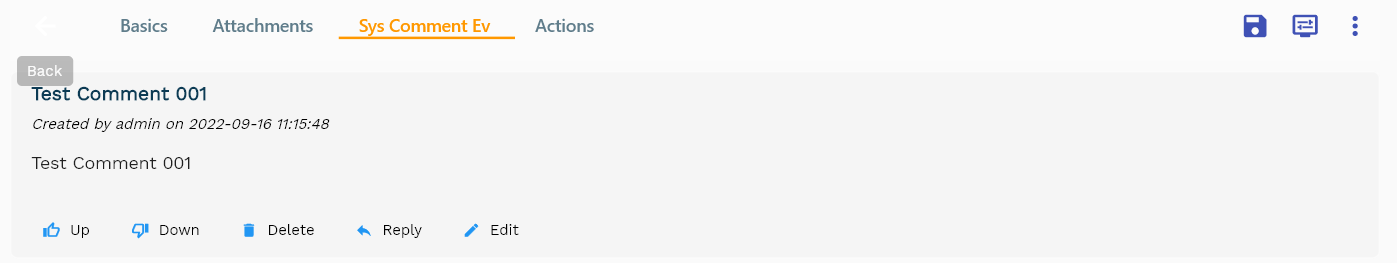 Basics Attachments Sys Comment Ev Actions
Back
Test Comment 001
Created by admin on 2022-09-16 11:15:48
Test Comment 001
Up Down Delete Reply Edit